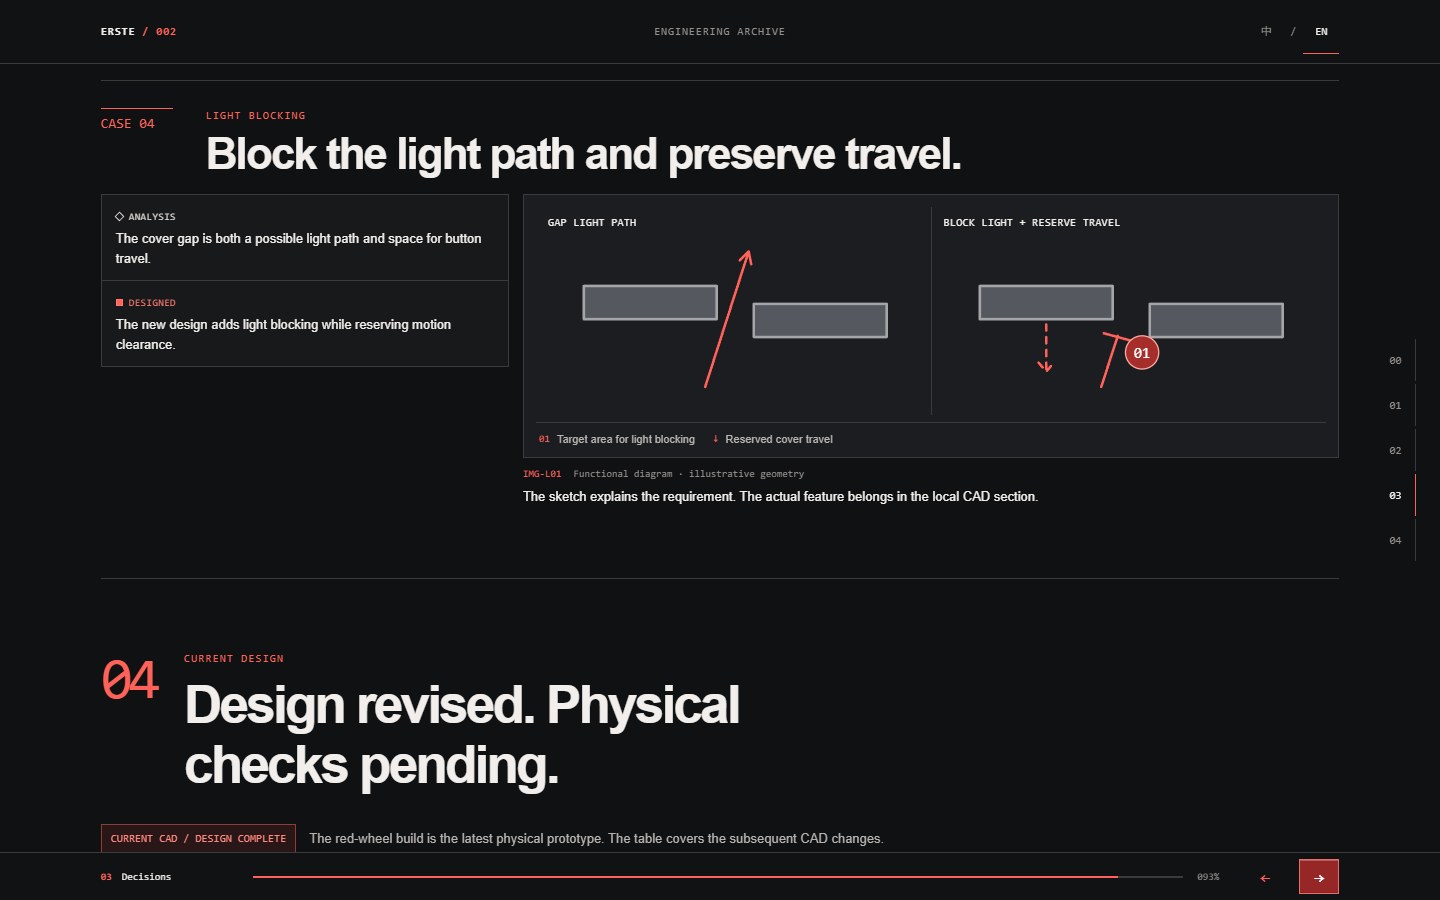 ERSTE / 002
ENGINEERING ARCHIVE
中 / EN
CASE 04
LIGHT BLOCKING
Block the light path and preserve travel.
ANALYSIS
The cover gap is both a possible light path and space for button
travel.
DESIGNED
The new design adds light blocking while reserving motion
clearance.
GAP LIGHT PATH
BLOCK LIGHT + RESERVE TRAVEL
01
01 Target area for light blocking ↓ Reserved cover travel
IMG-L01 Functional diagram · illustrative geometry
The sketch explains the requirement. The actual feature belongs in the local CAD section.
00
01
02
03
04
04
CURRENT DESIGN
Design revised. Physical
checks pending.
CURRENT CAD / DESIGN COMPLETE
The red-wheel build is the latest physical prototype. The table covers the subsequent CAD changes.
03 Decisions
093%
← →